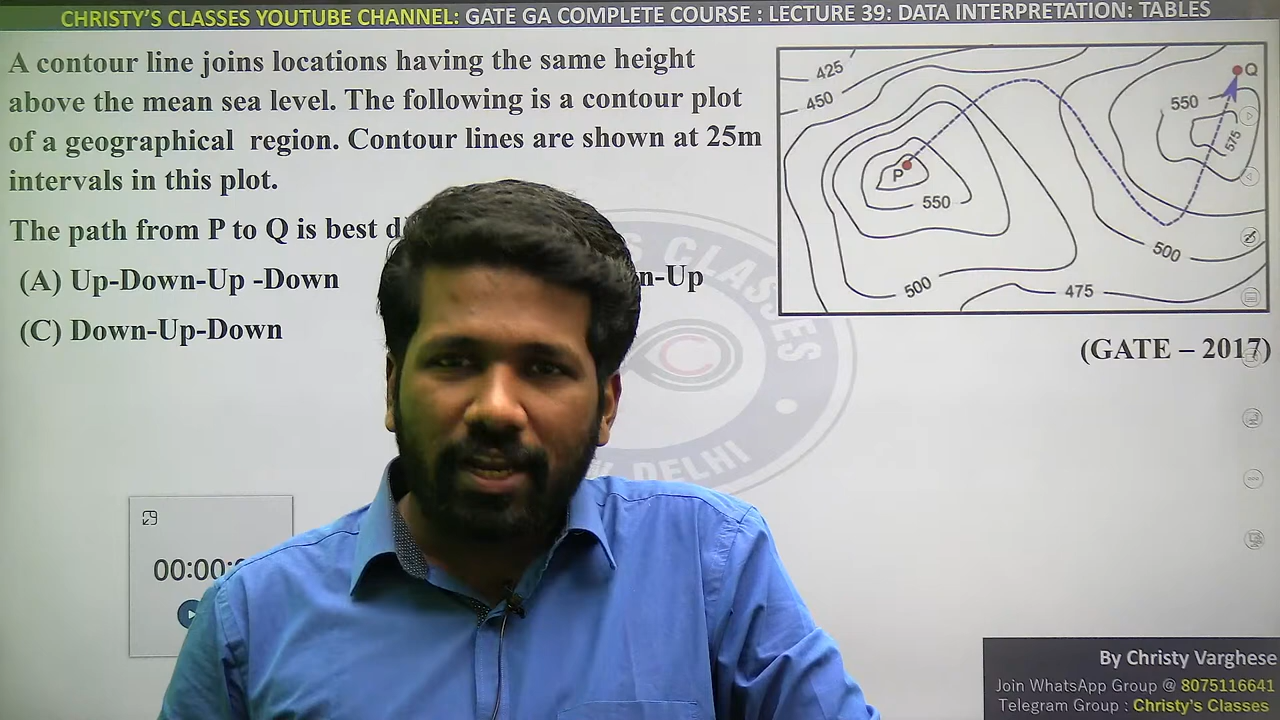 CHRISTY'S CLASSES YOUTUBE CHANNEL: GATE GA COMPLETE COURSE : LECTURE 39: DATA INTERPRETATION: TABLES
A contour line joins locations having the same height
above the mean sea level. The following is a contour plot
of a geographical region. Contour lines are shown at 25m
intervals in this plot.
The path from P to Q is best
(A) Up-Down-Up -Down
n-Up
(C) Down-Up-Down
425
450
P
550
500
475
550
575
Q
500
(GATE – 2017)
S CLASSES
DELHI
00:00:
By Christy Varghese
Join WhatsApp Group @ 8075116641
Telegram Group : Christy's Classes